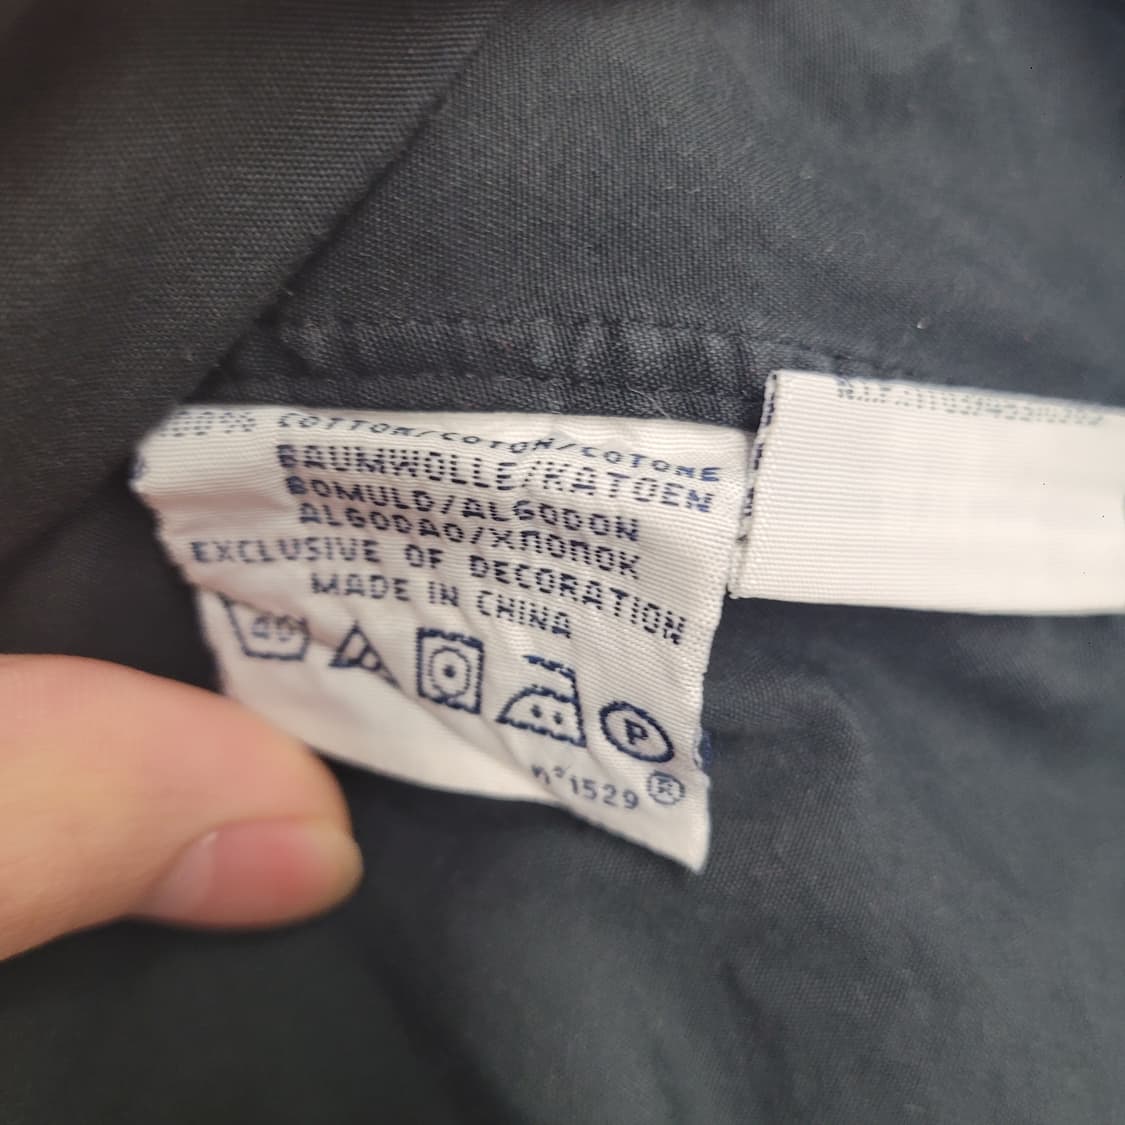 100% COTTON/COTON/COTONE
BAUMWOLLE/KATOEN
BOMULD/ALGODON
ALGODAO/ХЛОПОК
EXCLUSIVE OF DECORATION
MADE IN CHINA
40
P
n°1529 ®